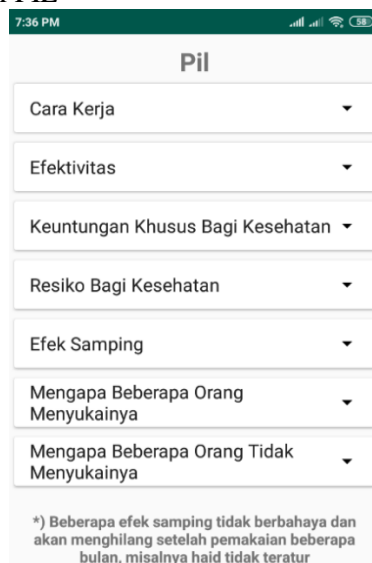 7:36 PM 58
Pil
Cara Kerja
Efektivitas
Keuntungan Khusus Bagi Kesehatan
Resiko Bagi Kesehatan
Efek Samping
Mengapa Beberapa Orang
Menyukainya
Mengapa Beberapa Orang Tidak
Menyukainya
*) Beberapa efek samping tidak berbahaya dan
akan menghilang setelah pemakaian beberapa
bulan, misalnya haid tidak teratur